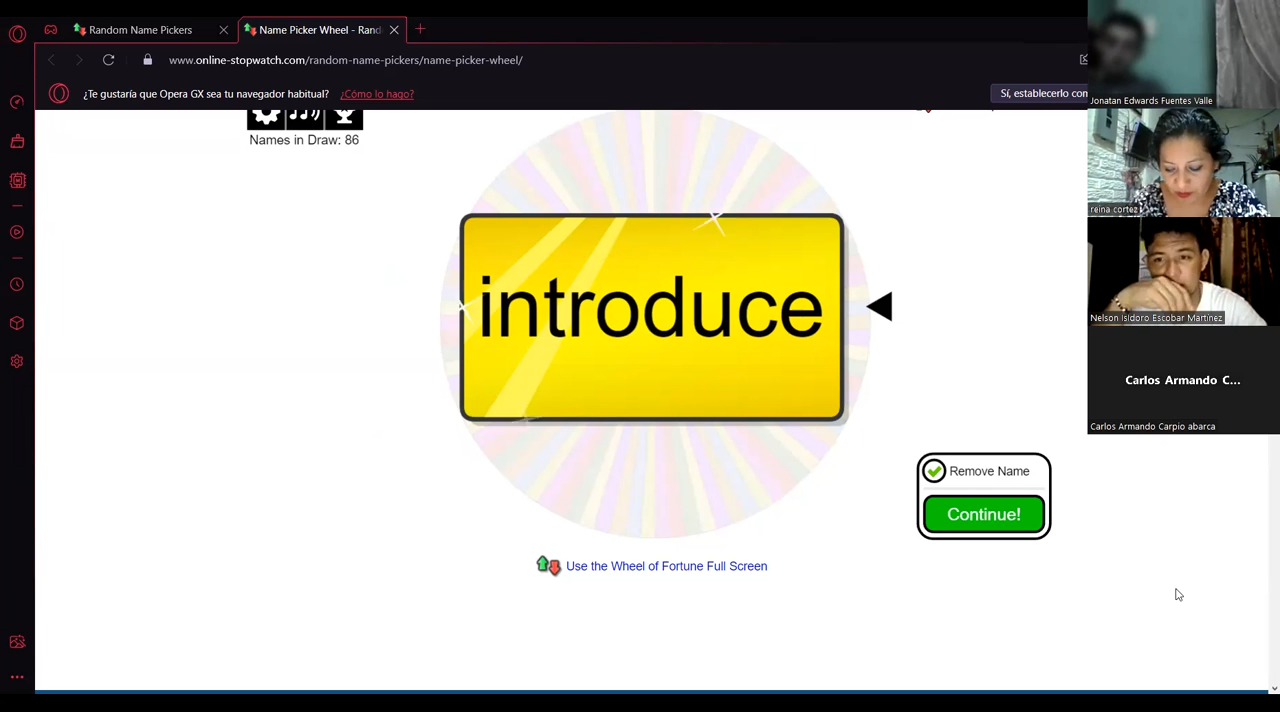 Random Name Pickers
Name Picker Wheel - Rand
www.online-stopwatch.com/random-name-pickers/name-picker-wheel/
¿Te gustaría que Opera GX sea tu navegador habitual? ¿Cómo lo hago?
Sí, establecerlo com
Names in Draw: 86
introduce
Remove Name
Continue!
Use the Wheel of Fortune Full Screen
Jonatan Edwards Fuentes Valle
reina cortez
Nelson Isidoro Escobar Martínez
Carlos Armando C...
Carlos Armando Carpio abarca